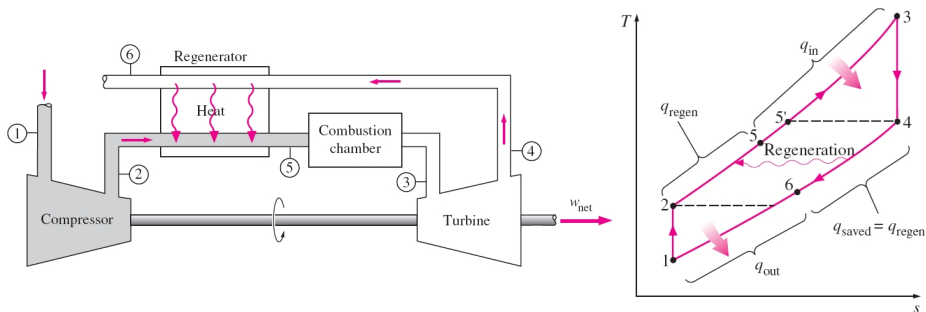 6
Regenerator
Heat
1
Combustion
chamber
5
4
2
3
Compressor
Turbine
w_net
T
3
q_in
q_regen
5'
4
5
Regeneration
6
2
q_saved = q_regen
1
q_out
s